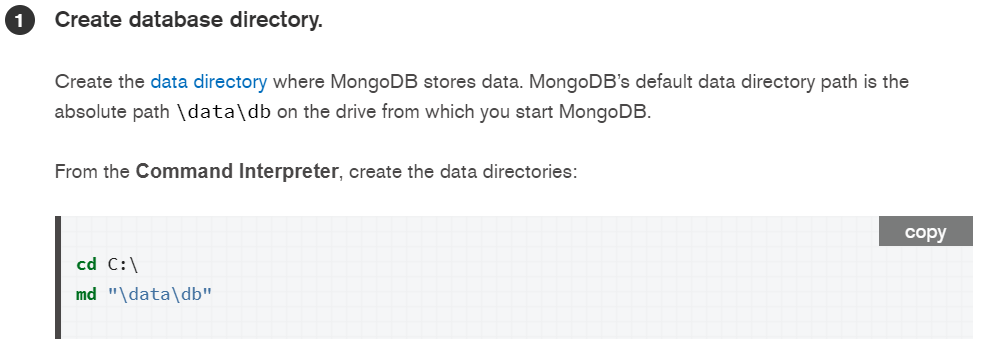 1 Create database directory.
Create the data directory where MongoDB stores data. MongoDB’s default data directory path is the
absolute path \data\db on the drive from which you start MongoDB.
From the Command Interpreter, create the data directories:
copy
cd C:\
md "\data\db"